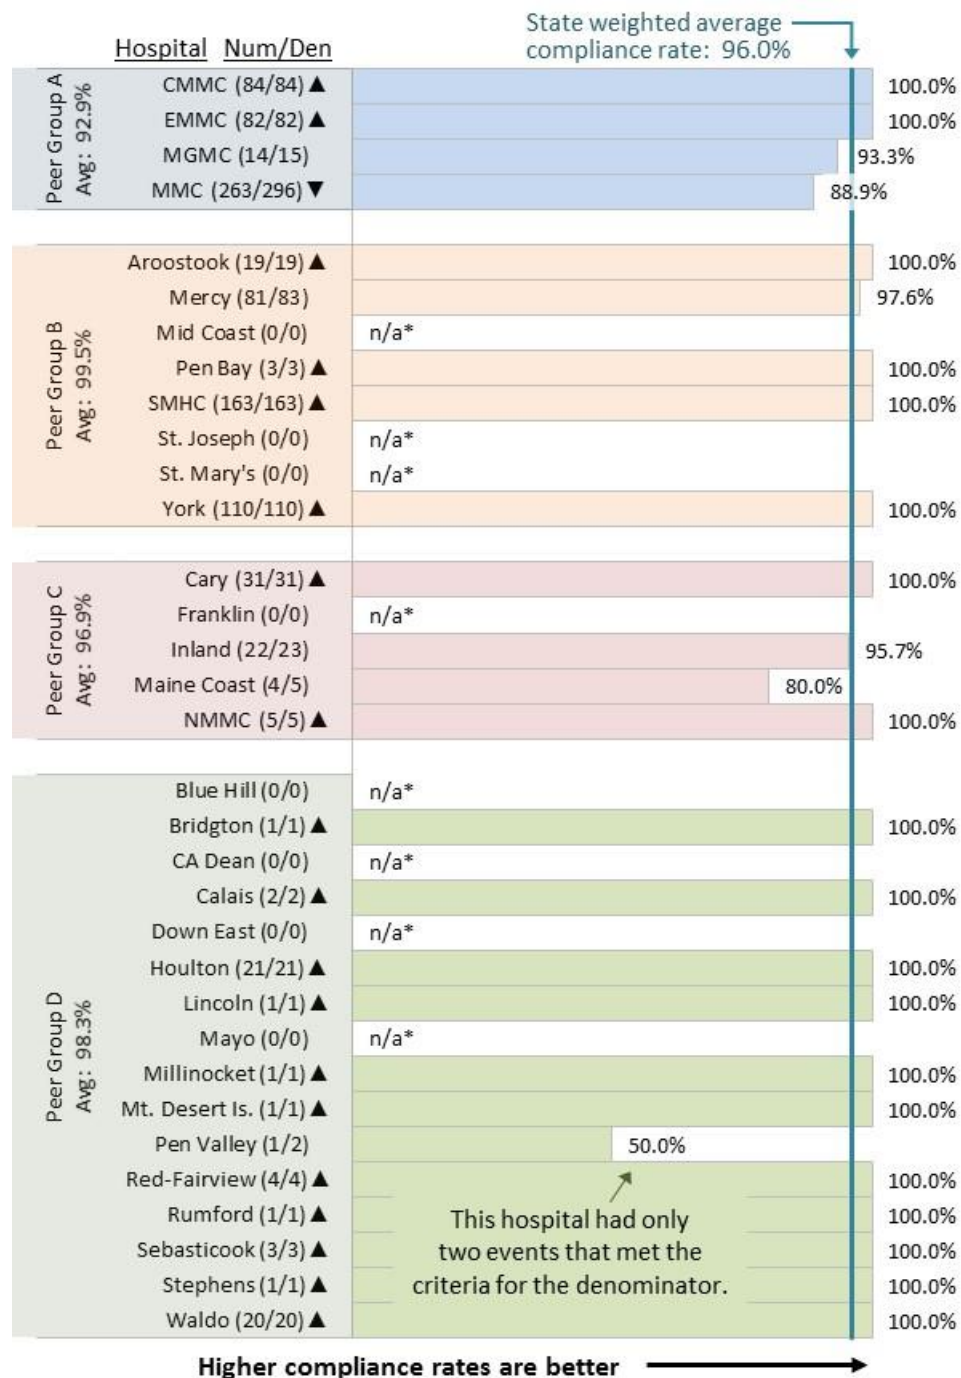 State weighted average
compliance rate: 96.0%
Hospital Num/Den
Peer Group A
Avg: 92.9%
CMMC (84/84) ▲ 100.0%
EMMC (82/82) ▲ 100.0%
MGMC (14/15) 93.3%
MMC (263/296) ▼ 88.9%
Peer Group B
Avg: 99.5%
Aroostook (19/19) ▲ 100.0%
Mercy (81/83) 97.6%
Mid Coast (0/0) n/a*
Pen Bay (3/3) ▲ 100.0%
SMHC (163/163) ▲ 100.0%
St. Joseph (0/0) n/a*
St. Mary's (0/0) n/a*
York (110/110) ▲ 100.0%
Peer Group C
Avg: 96.9%
Cary (31/31) ▲ 100.0%
Franklin (0/0) n/a*
Inland (22/23) 95.7%
Maine Coast (4/5) 80.0%
NMMC (5/5) ▲ 100.0%
Peer Group D
Avg: 98.3%
Blue Hill (0/0) n/a*
Bridgton (1/1) ▲ 100.0%
CA Dean (0/0) n/a*
Calais (2/2) ▲ 100.0%
Down East (0/0) n/a*
Houlton (21/21) ▲ 100.0%
Lincoln (1/1) ▲ 100.0%
Mayo (0/0) n/a*
Millinocket (1/1) ▲ 100.0%
Mt. Desert Is. (1/1) ▲ 100.0%
Pen Valley (1/2) 50.0%
Red-Fairview (4/4) ▲ 100.0%
Rumford (1/1) ▲ 100.0%
Sebasticook (3/3) ▲ 100.0%
Stephens (1/1) ▲ 100.0%
Waldo (20/20) ▲ 100.0%
This hospital had only
two events that met the
criteria for the denominator.
Higher compliance rates are better